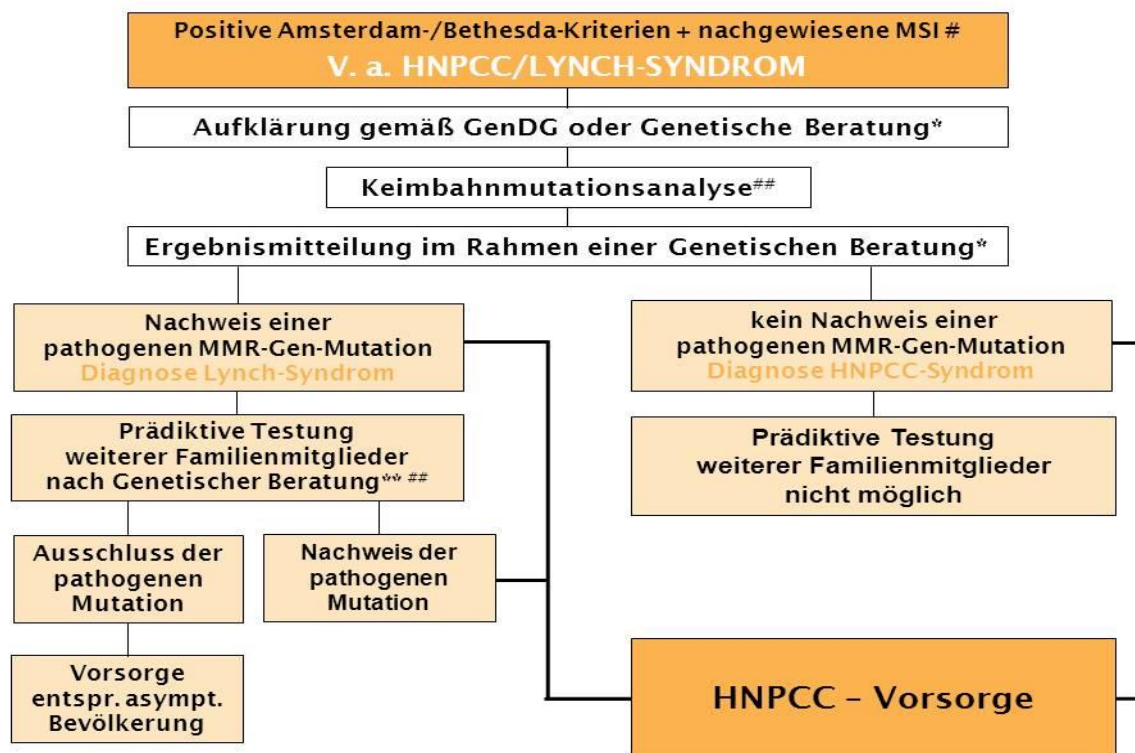 Positive Amsterdam-/Bethesda-Kriterien + nachgewiesene MSI #
V. a. HNPCC/LYNCH-SYNDROM
Aufklärung gemäß GenDG oder Genetische Beratung*
Keimbahnmutationsanalyse##
Ergebnismitteilung im Rahmen einer Genetischen Beratung*
Nachweis einer
pathogenen MMR-Gen-Mutation
Diagnose Lynch-Syndrom
kein Nachweis einer
pathogenen MMR-Gen-Mutation
Diagnose HNPCC-Syndrom
Prädiktive Testung
weiterer Familienmitglieder
nach Genetischer Beratung** ##
Prädiktive Testung
weiterer Familienmitglieder
nicht möglich
Ausschluss der
pathogenen
Mutation
Nachweis der
pathogenen
Mutation
Vorsorge
entspr. asympt.
Bevölkerung
HNPCC – Vorsorge